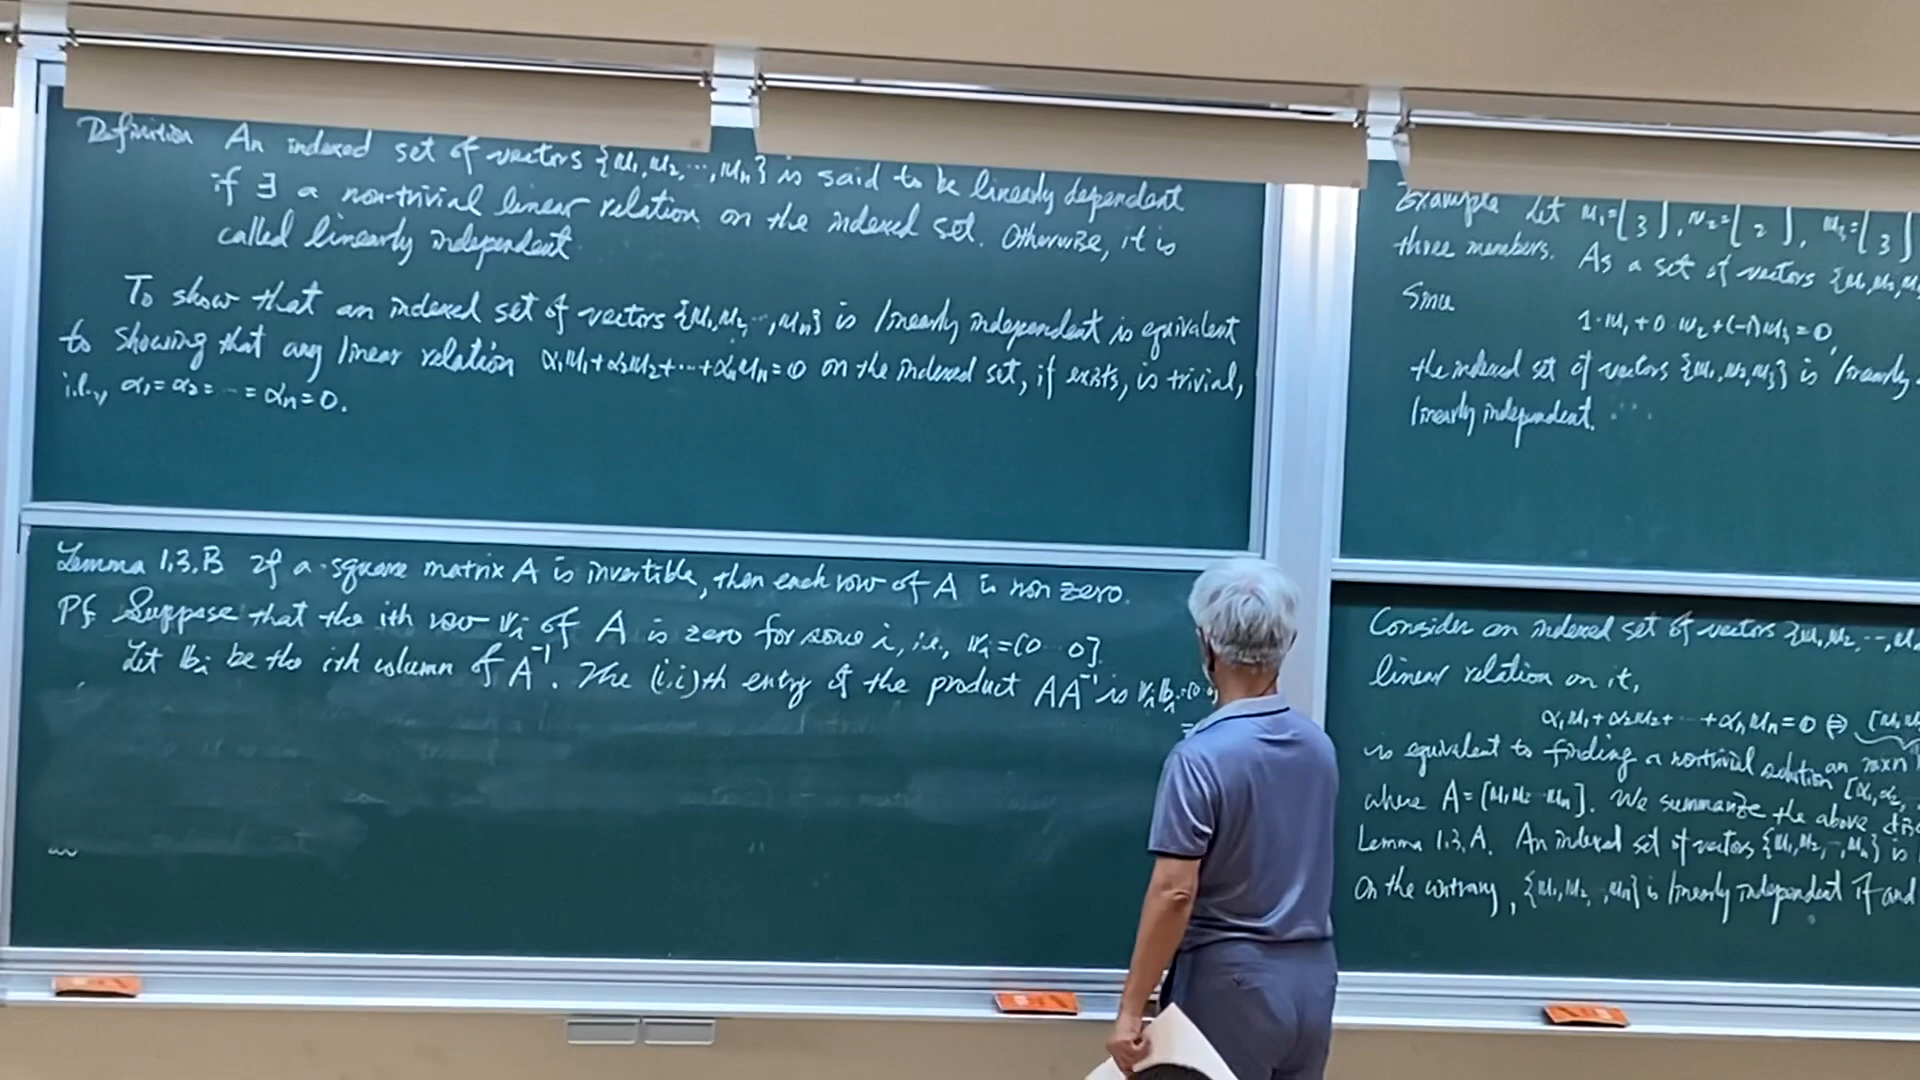 Definition An indexed set of vectors {u1, u2, ..., un} is said to be linearly dependent
if ∃ a non-trivial linear relation on the indexed set. Otherwise, it is
called linearly independent.
To show that an indexed set of vectors {u1, u2, ..., un} is linearly independent is equivalent
to showing that any linear relation α1u1+α2u2+...+αnun=0 on the indexed set, if exists, is trivial,
i.e., α1=α2=...=αn=0.
Lemma 1.3.B If a square matrix A is invertible, then each row of A is non zero.
Pf. Suppose that the ith row vi of A is zero for some i, i.e., vi=[0...0].
Let bi be the ith column of A⁻¹. The (i,i)th entry of the product AA⁻¹ is vibi=[0
=
Example Let u1=[3], u2=[2], u3=[3]
three members. As a set of vectors {u1,u2,u
Since
1·u1+0·u2+(-1)u3=0,
the indexed set of vectors {u1,u2,u3} is linearly
linearly independent.
Consider an indexed set of vectors {u1,u2,...,u
linear relation on it,
α1u1+α2u2+...+αnun=0 ⇔ [u1
is equivalent to finding a nontrivial solution [α1,α2,
an mxn
where A=[u1 u2...un]. We summarize the above
Lemma 1.3.A. An indexed set of vectors {u1,u2,...,un} is
On the contrary, {u1,u2,...,un} is linearly independent if and